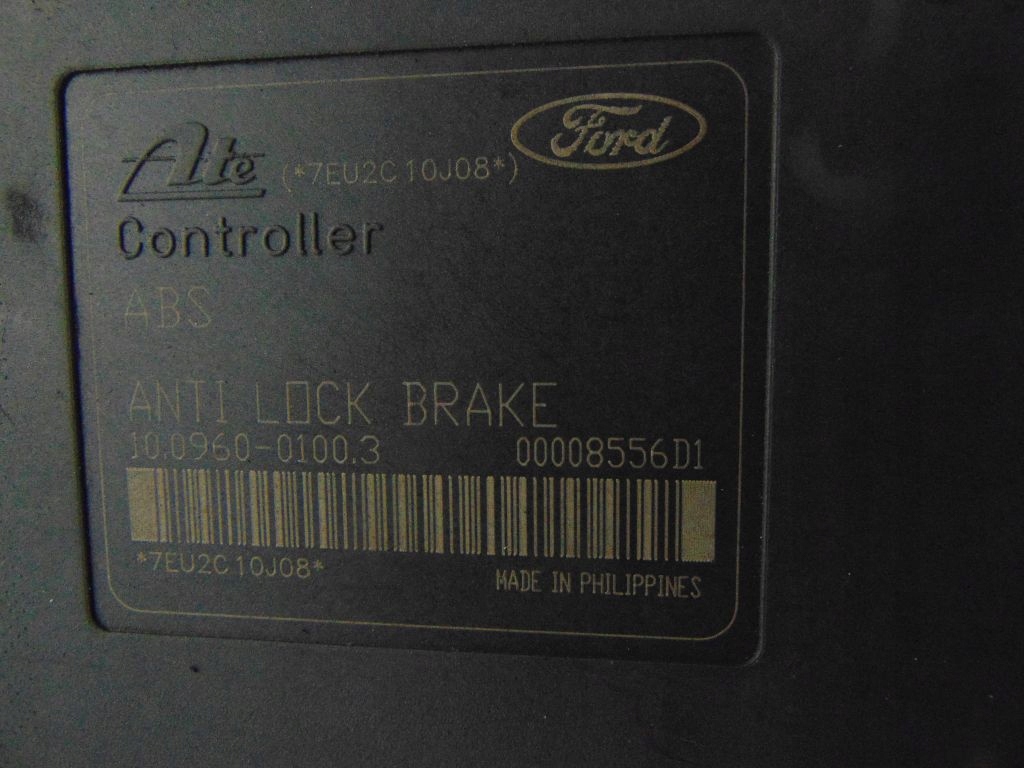 Ford
Ate (*7EU2C10J08*)
Controller
ABS
ANTI LOCK BRAKE
10.0960-0100.3 00008556D1
*7EU2C10J08*
MADE IN PHILIPPINES